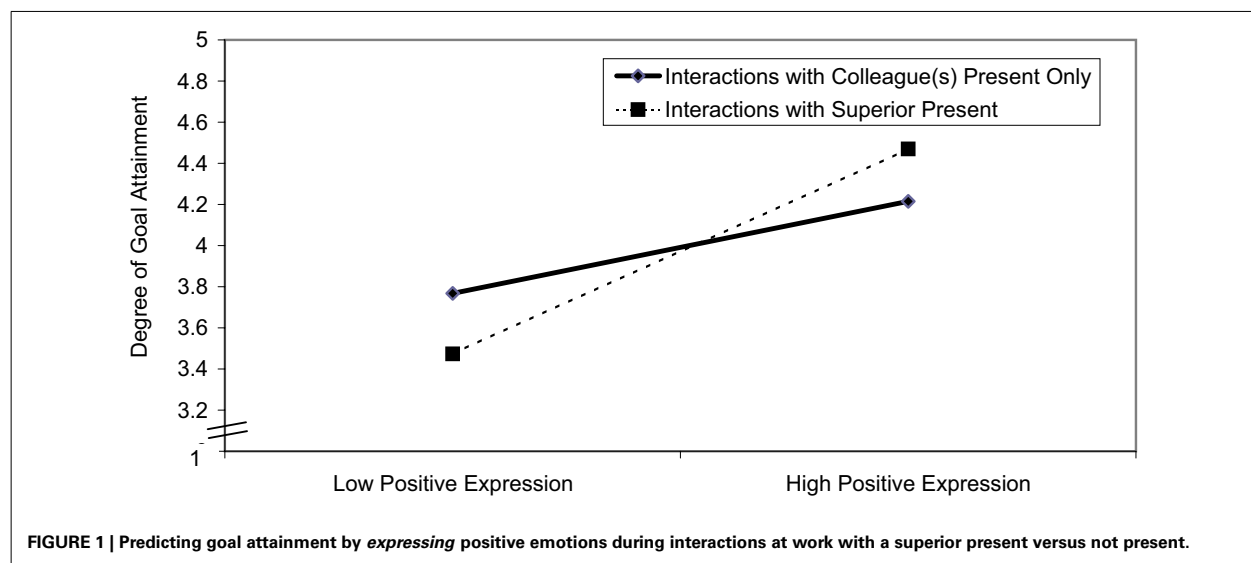 5
4.8
4.6
4.4
4.2
4
3.8
3.6
3.4
3.2
1
Degree of Goal Attainment
Interactions with Colleague(s) Present Only
Interactions with Superior Present
Low Positive Expression
High Positive Expression
FIGURE 1 | Predicting goal attainment by expressing positive emotions during interactions at work with a superior present versus not present.